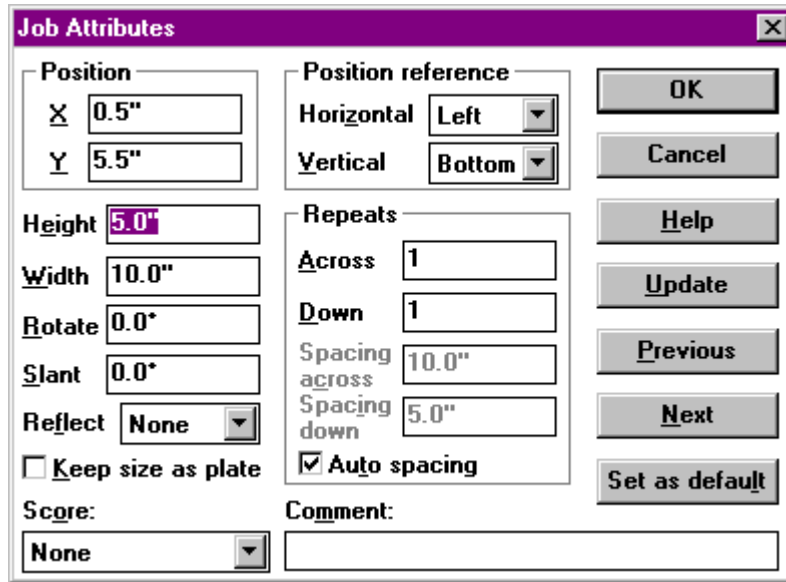 Job Attributes
Position
X 0.5"
Y 5.5"
Position reference
Horizontal Left
Vertical Bottom
OK
Cancel
Help
Update
Previous
Next
Set as default
Height 5.0"
Width 10.0"
Rotate 0.0°
Slant 0.0°
Reflect None
Keep size as plate
Repeats
Across 1
Down 1
Spacing
across 10.0"
Spacing
down 5.0"
Auto spacing
Score:
None
Comment: